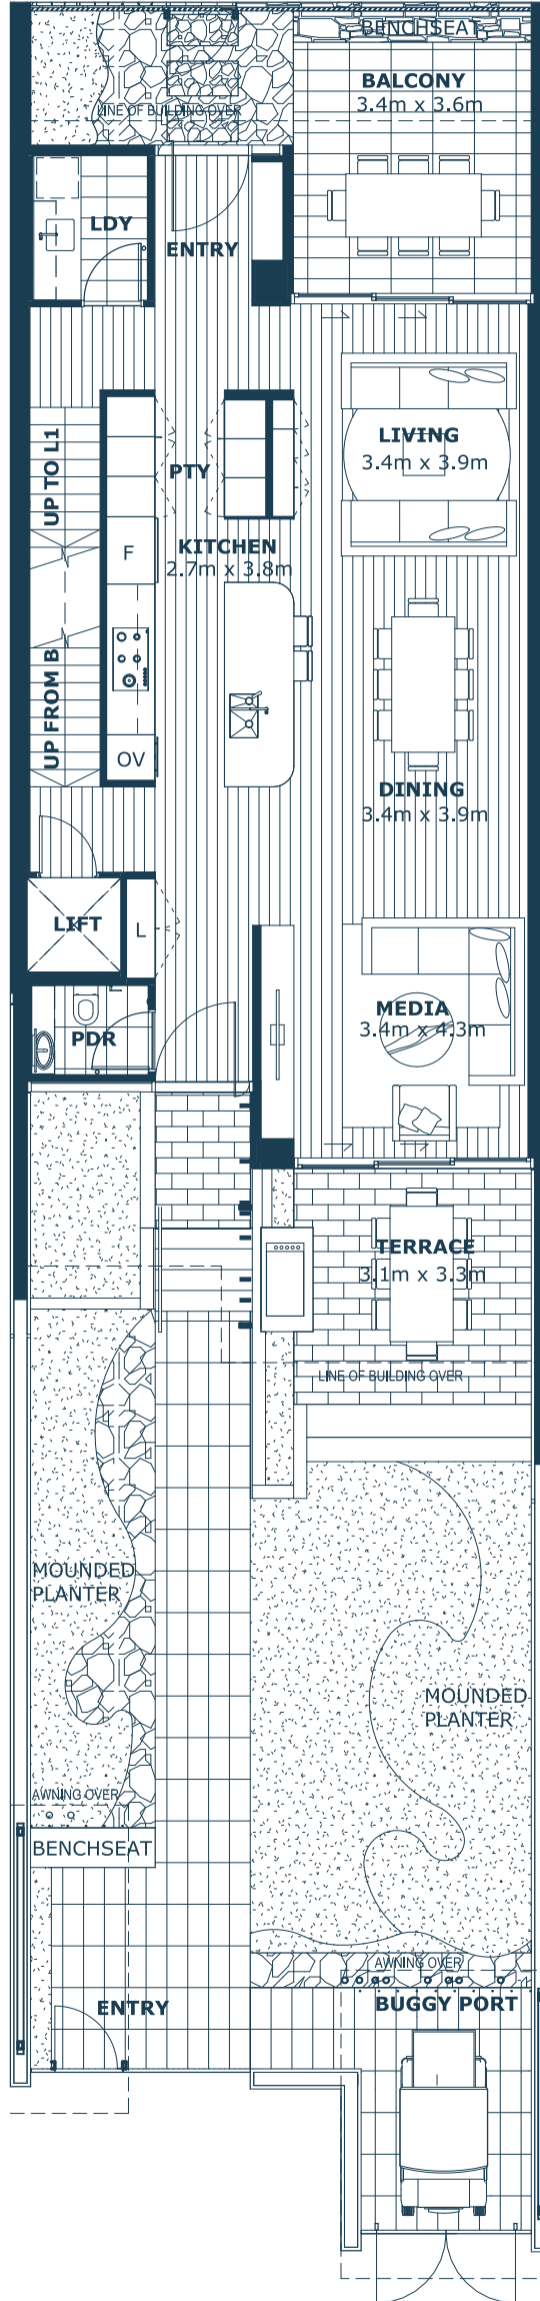 BENCHSEAT
BALCONY
3.4m x 3.6m
LINE OF BUILDING OVER
LDY
ENTRY
LIVING
3.4m x 3.9m
UP TO L1
PTY
F
KITCHEN
2.7m x 3.8m
UP FROM B
OV
DINING
3.4m x 3.9m
LIFT
L
MEDIA
3.4m x 4.3m
PDR
TERRACE
3.1m x 3.3m
LINE OF BUILDING OVER
MOUNDED
PLANTER
MOUNDED
PLANTER
AWNING OVER
BENCHSEAT
AWNING OVER
ENTRY
BUGGY PORT